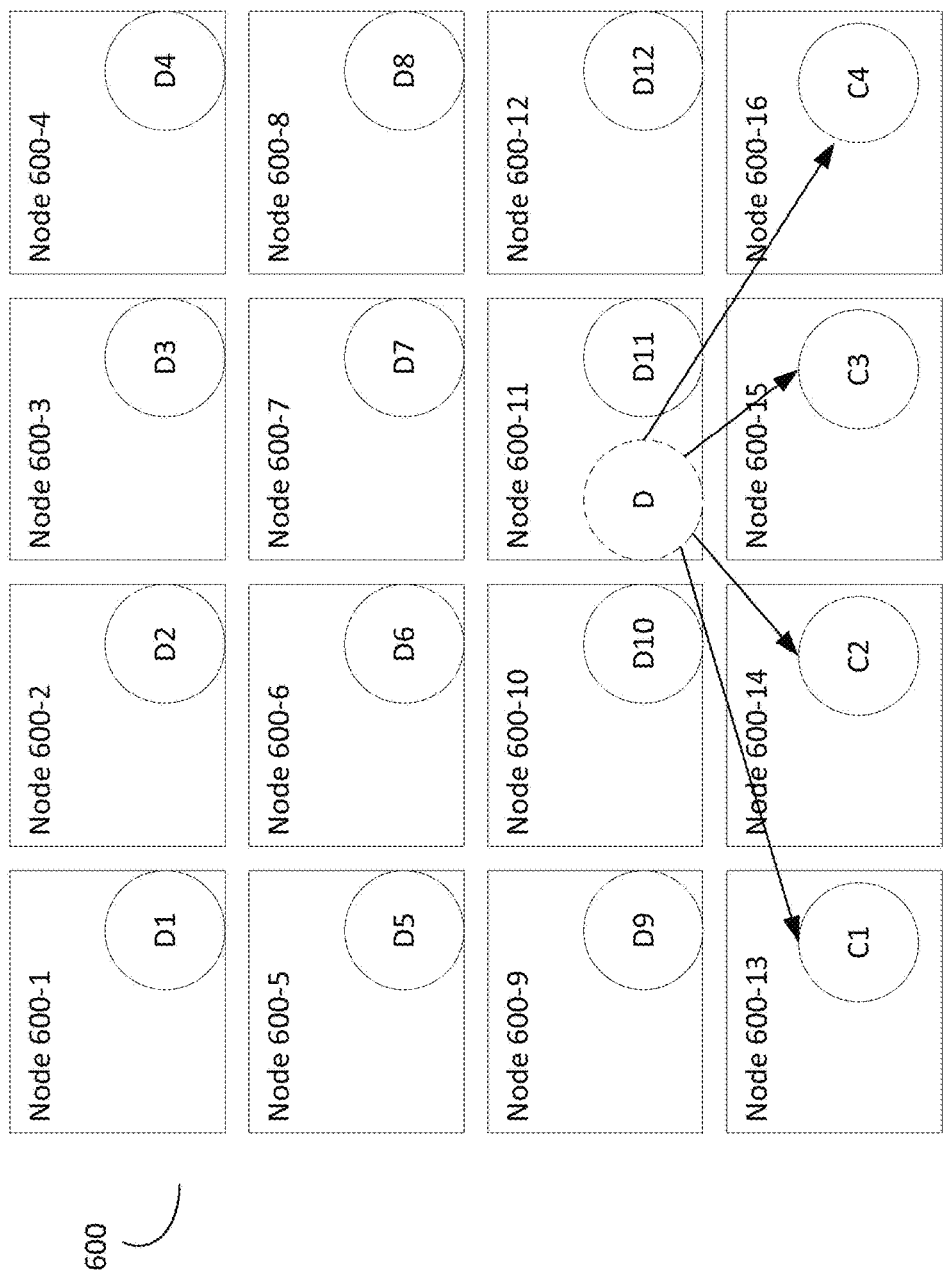 600
Node 600-1
D1
Node 600-2
D2
Node 600-3
D3
Node 600-4
D4
Node 600-5
D5
Node 600-6
D6
Node 600-7
D7
Node 600-8
D8
Node 600-9
D9
Node 600-10
D10
Node 600-11
D
D11
Node 600-12
D12
Node 600-13
C1
Node 600-14
C2
Node 600-15
C3
Node 600-16
C4